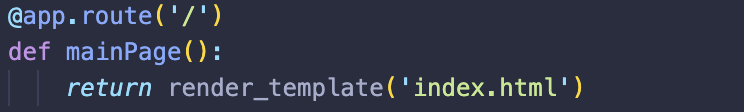 @app.route('/')
def mainPage():
    return render_template('index.html')